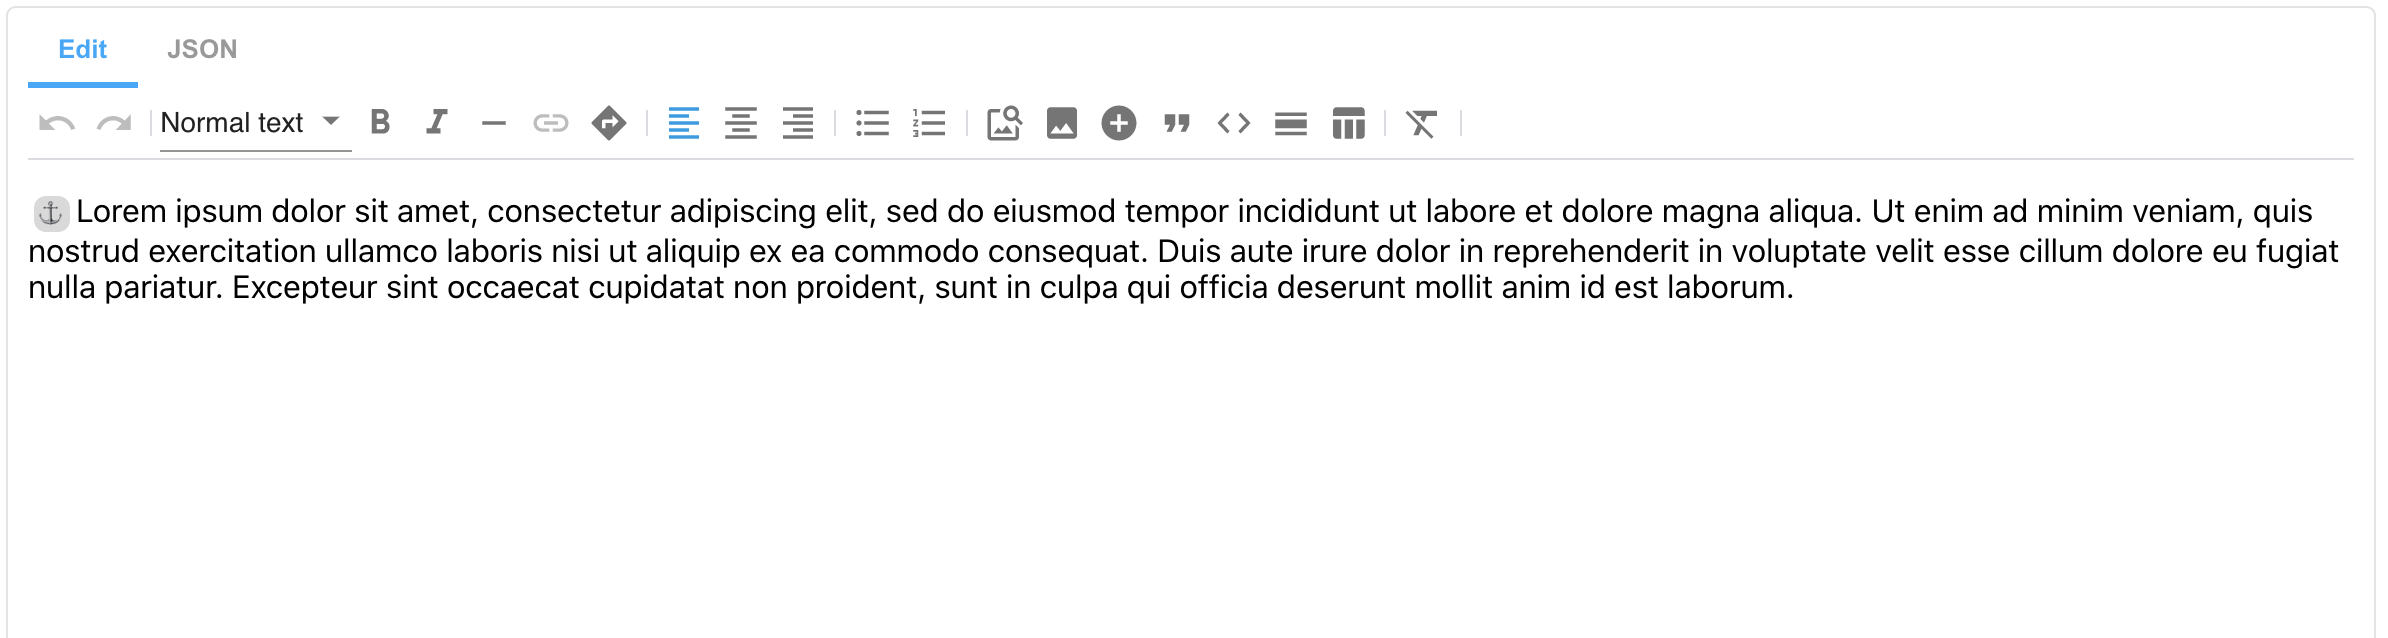 Edit JSON
Normal text
Lorem ipsum dolor sit amet, consectetur adipiscing elit, sed do eiusmod tempor incididunt ut labore et dolore magna aliqua. Ut enim ad minim veniam, quis
nostrud exercitation ullamco laboris nisi ut aliquip ex ea commodo consequat. Duis aute irure dolor in reprehenderit in voluptate velit esse cillum dolore eu fugiat
nulla pariatur. Excepteur sint occaecat cupidatat non proident, sunt in culpa qui officia deserunt mollit anim id est laborum.